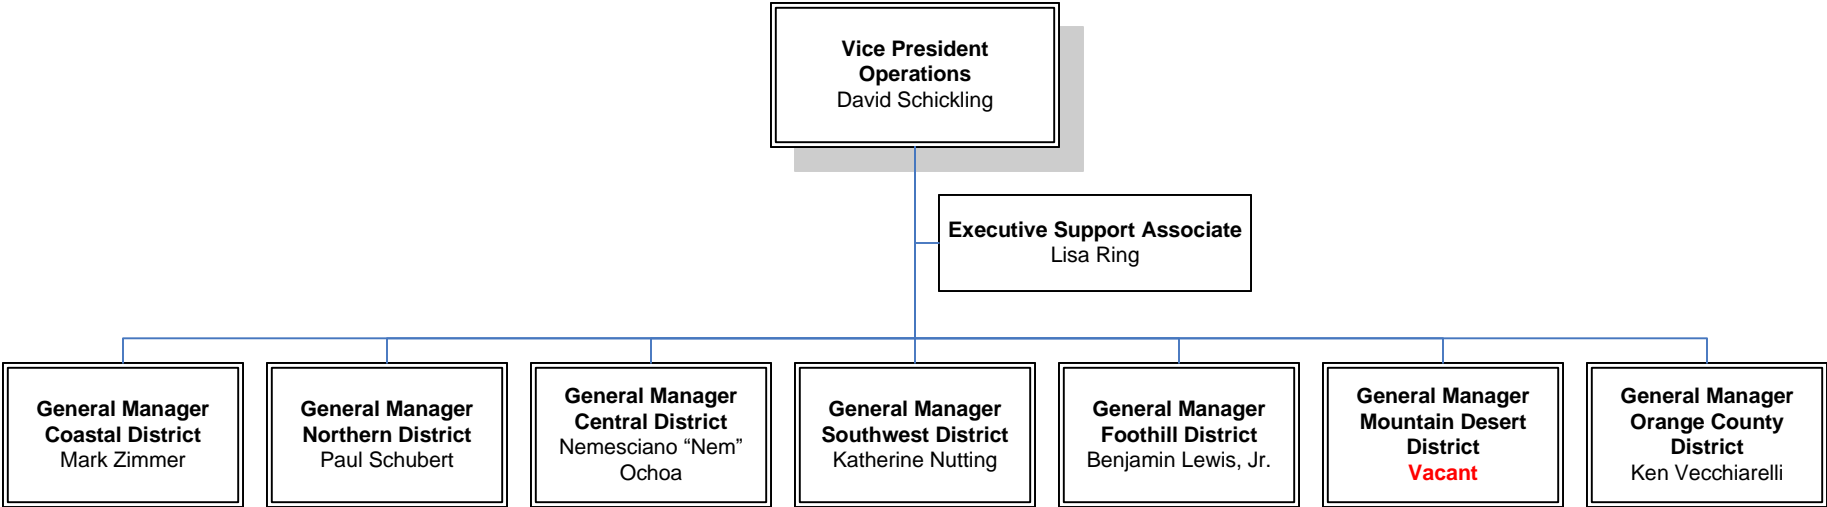 Vice President
Operations
David Schickling
Executive Support Associate
Lisa Ring
General Manager
Coastal District
Mark Zimmer
General Manager
Northern District
Paul Schubert
General Manager
Central District
Nemesciano “Nem”
Ochoa
General Manager
Southwest District
Katherine Nutting
General Manager
Foothill District
Benjamin Lewis, Jr.
General Manager
Mountain Desert
District
Vacant
General Manager
Orange County
District
Ken Vecchiarelli